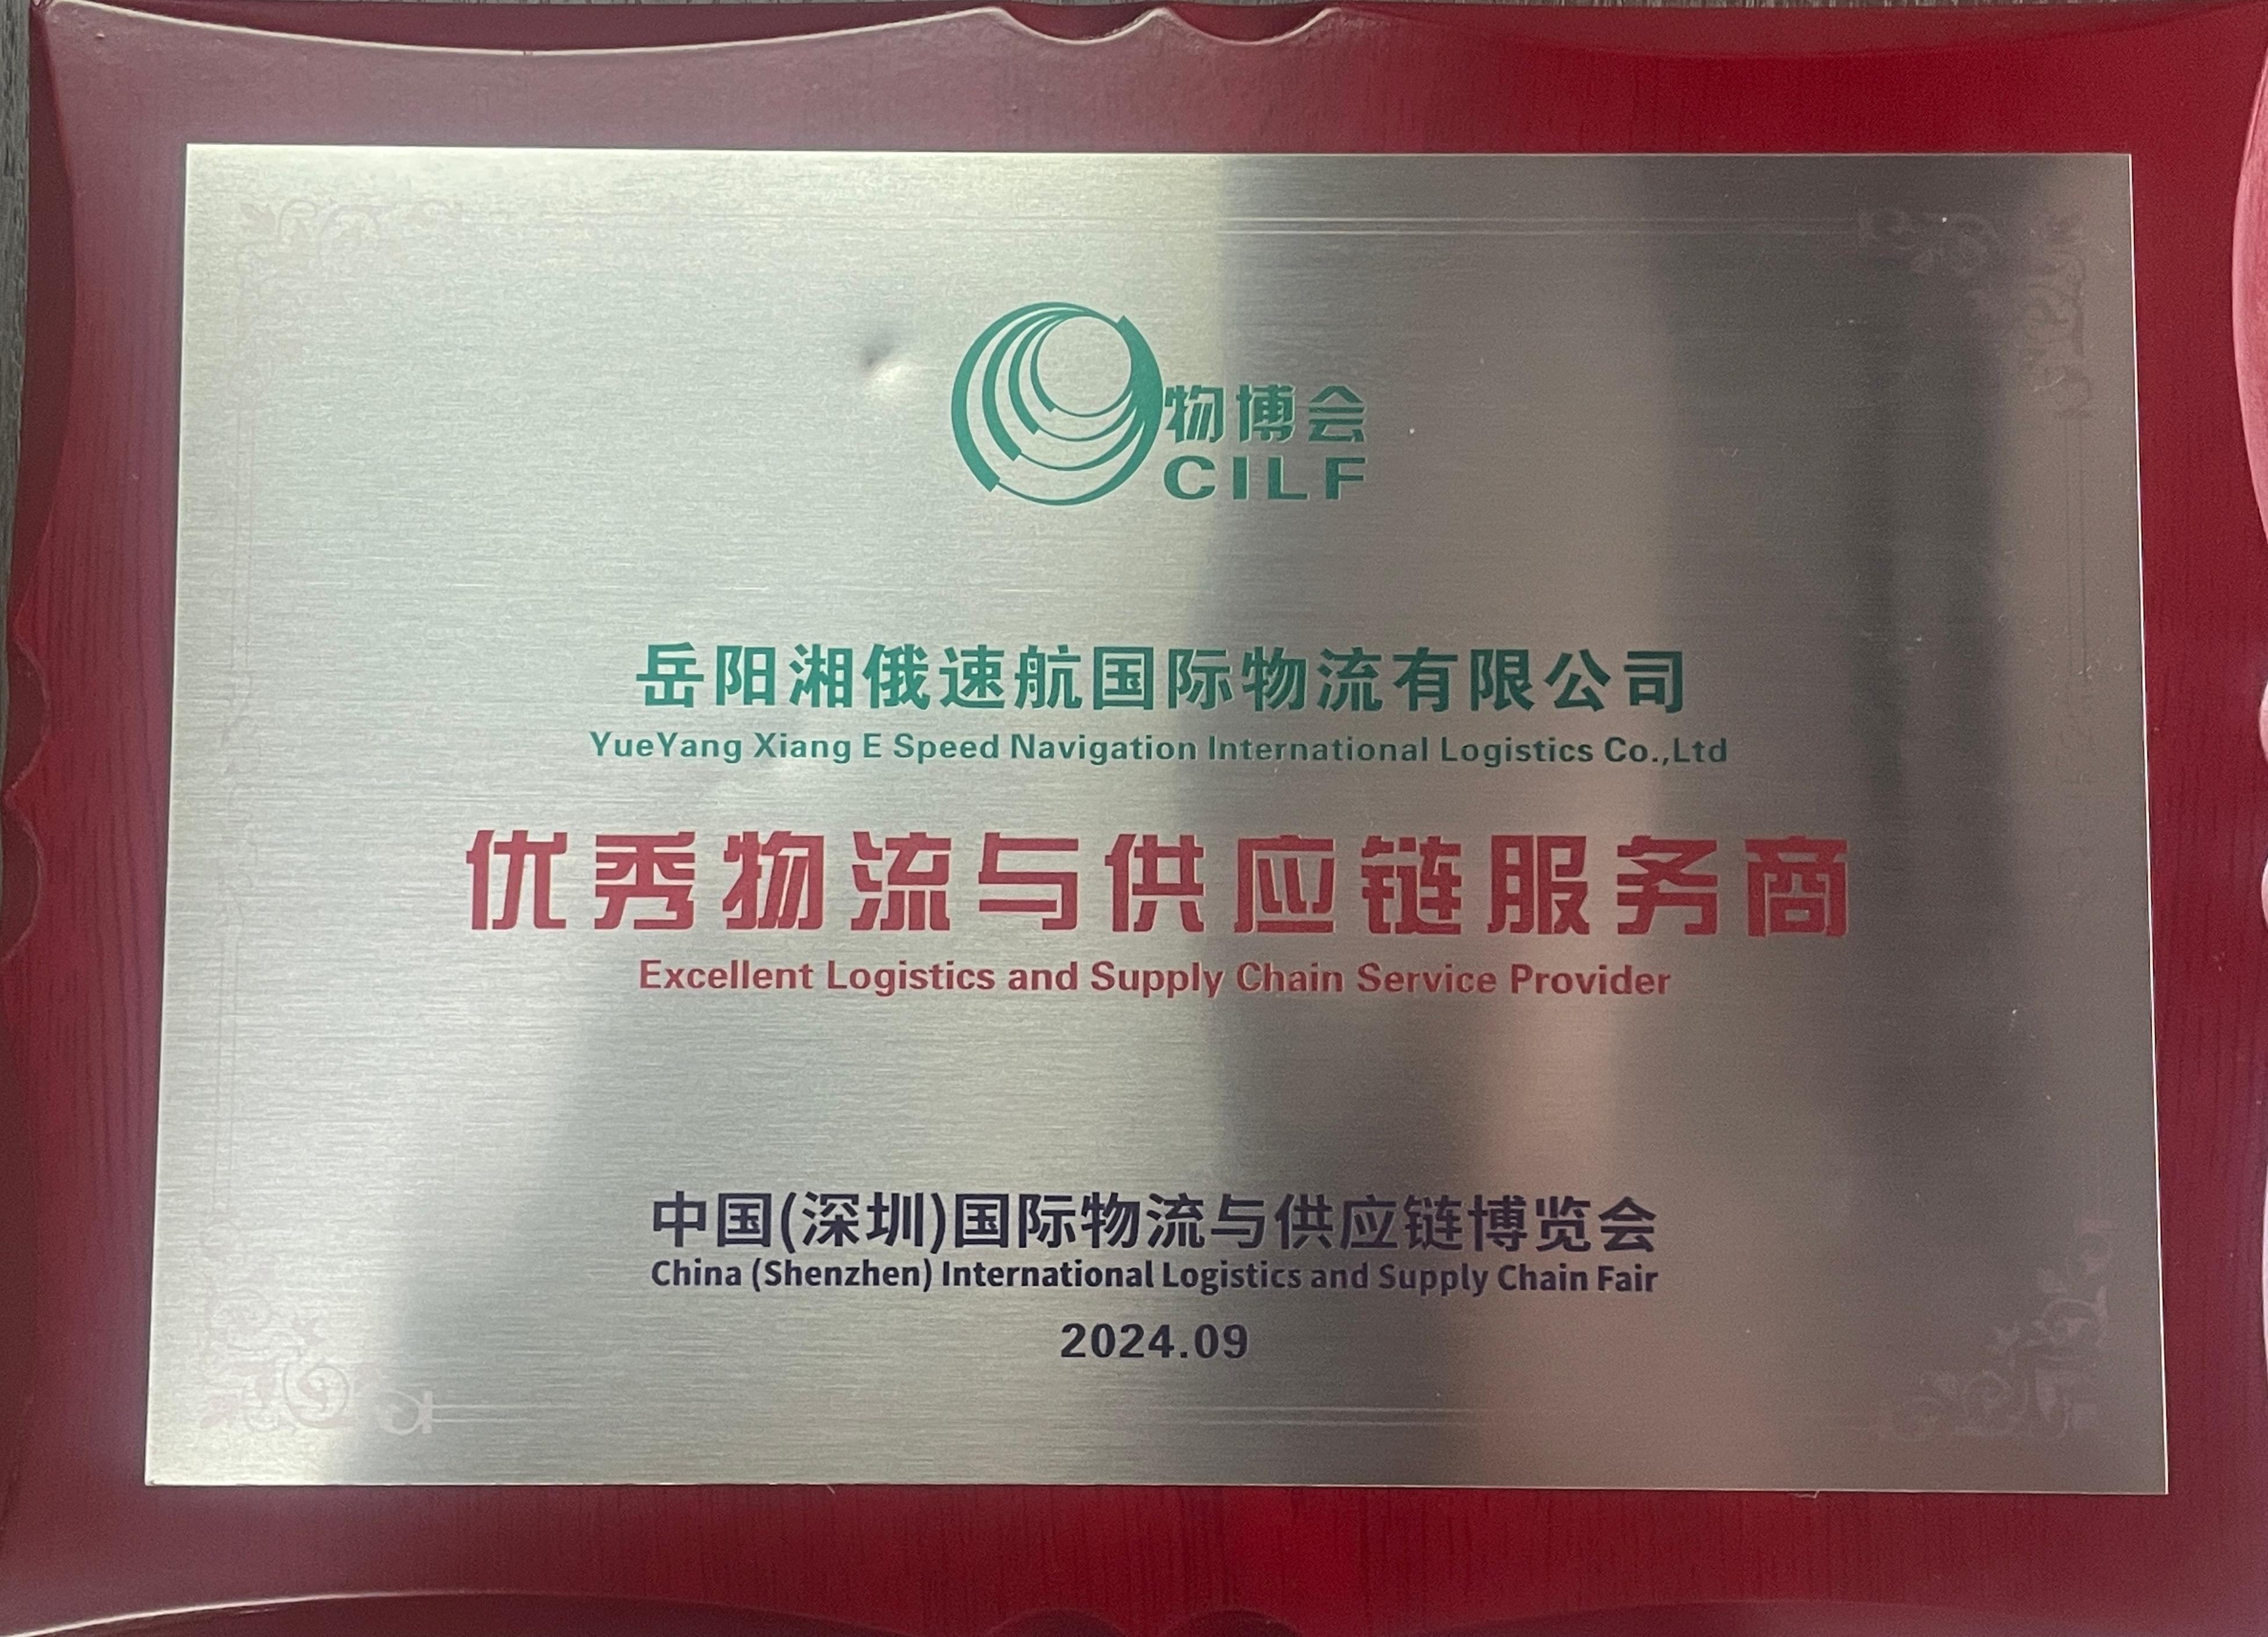 物博会
CILF
岳阳湘俄速航国际物流有限公司
YueYang Xiang E Speed Navigation International Logistics Co.,Ltd
优秀物流与供应链服务商
Excellent Logistics and Supply Chain Service Provider
中国(深圳)国际物流与供应链博览会
China (Shenzhen) International Logistics and Supply Chain Fair
2024.09